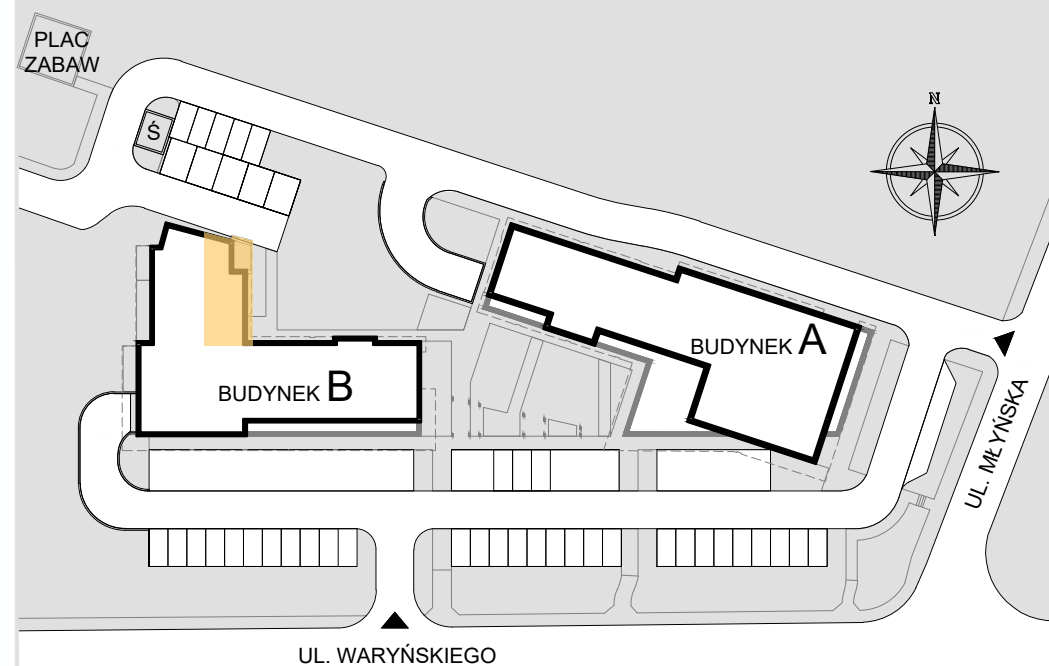 PLAC
ZABAW
Ś
N
BUDYNEK A
BUDYNEK B
UL. MŁYŃSKA
UL. WARYŃSKIEGO